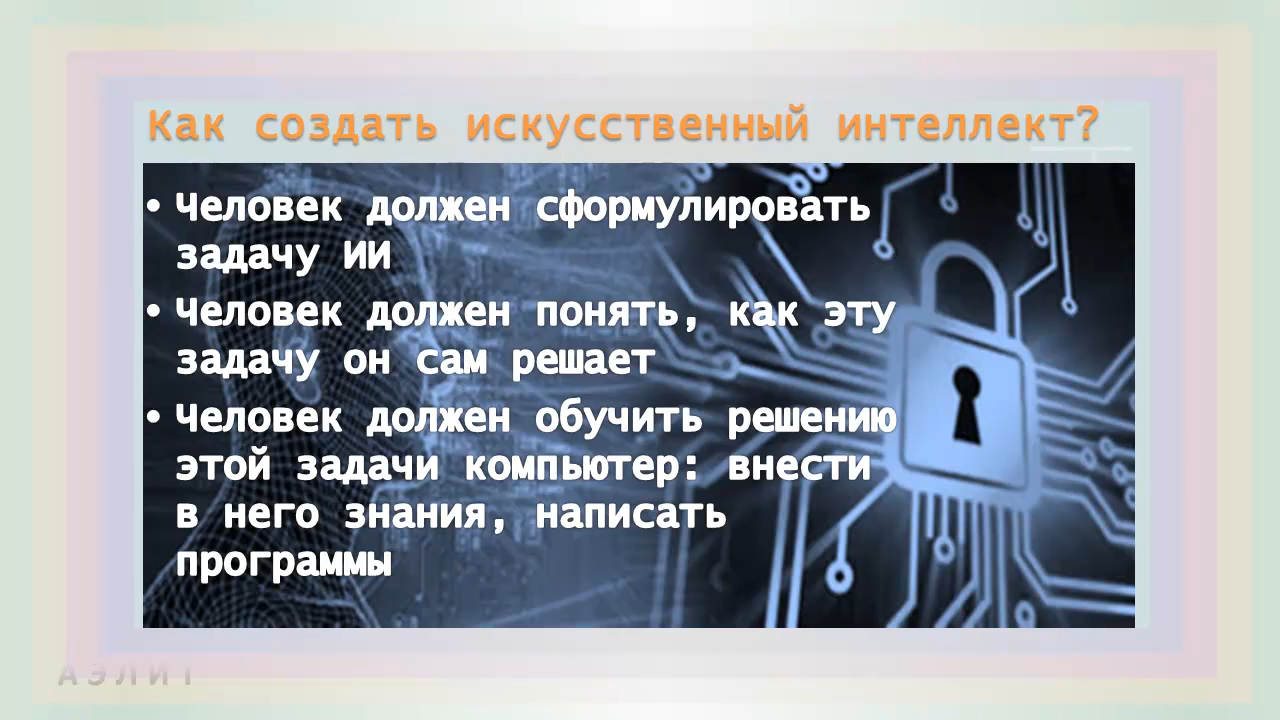 Как создать искусственный интеллект?
• Человек должен сформулировать
задачу ИИ
• Человек должен понять, как эту
задачу он сам решает
• Человек должен обучить решению
этой задачи компьютер: внести
в него знания, написать
программы
АЭЛИТ